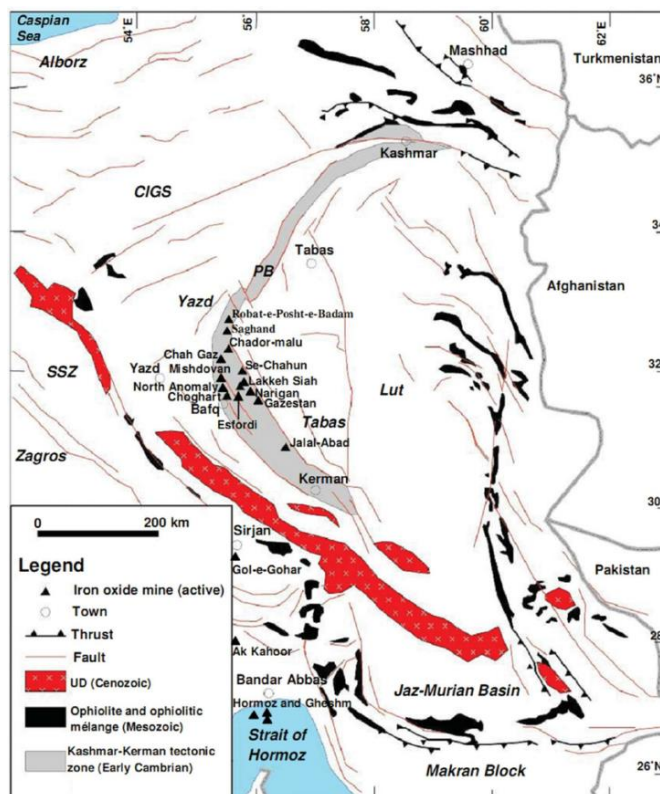 54°E
56
58
60
62
Caspian
Sea
Alborz
Mashhad
Turkmenistan
36°N
Kashmar
CIGS
34
Tabas
PB
Afghanistan
Yazd
Robat-e-Posht-e-Badam
Saghand
Chador-malu
Chah Gaz
Se-Chahun
SSZ
Yazd
Mishdovan
Lakkeh Siah
Lut
32
North Anomaly
Narigan
Choghart
Gazestan
Bafq
Esfordi
Tabas
Jalal-Abad
Zagros
Kerman
30
0
200 km
Sirjan
Gol-e-Gohar
Pakistan
Legend
Iron oxide mine (active)
Town
Thrust
Fault
UD (Cenozoic)
Ophiolite and ophiolitic
mélange (Mesozoic)
Kashmar-Kerman tectonic
zone (Early Cambrian)
28
Ak Kahoor
Bandar Abbas
Jaz-Murian Basin
Hormoz and Gheshm
Strait of
Hormoz
Makran Block
26°N